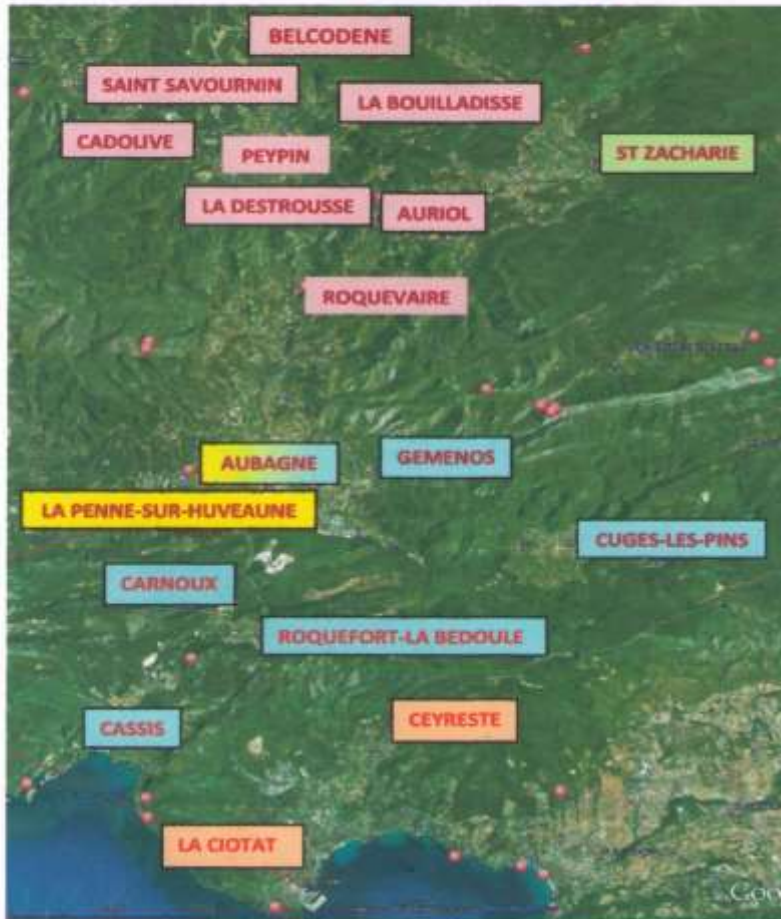 BELCODENE
SAINT SAVOURNIN
LA BOUILLADISSE
CADOLIVE
PEYPIN
ST ZACHARIE
LA DESTROUSSE
AURIOL
ROQUEVAIRE
AUBAGNE
GEMENOS
LA PENNE-SUR-HUVEAUNE
CUGES-LES-PINS
CARNOUX
ROQUEFORT-LA BEDOULE
CASSIS
CEYRESTE
LA CIOTAT
Goo